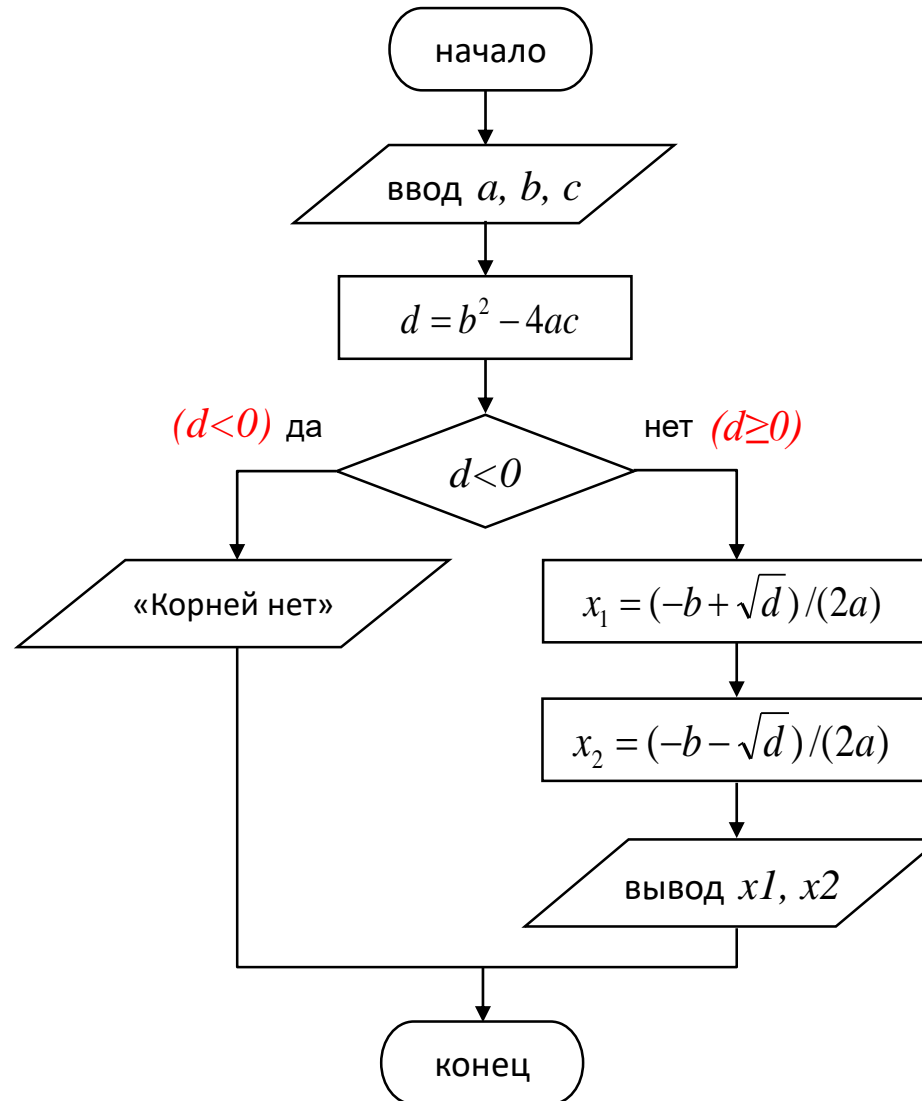 начало
ввод a, b, c
d = b² − 4ac
(d<0) да
нет (d≥0)
d<0
«Корней нет»
x₁ = (−b + √d)/(2a)
x₂ = (−b − √d)/(2a)
вывод x1, x2
конец